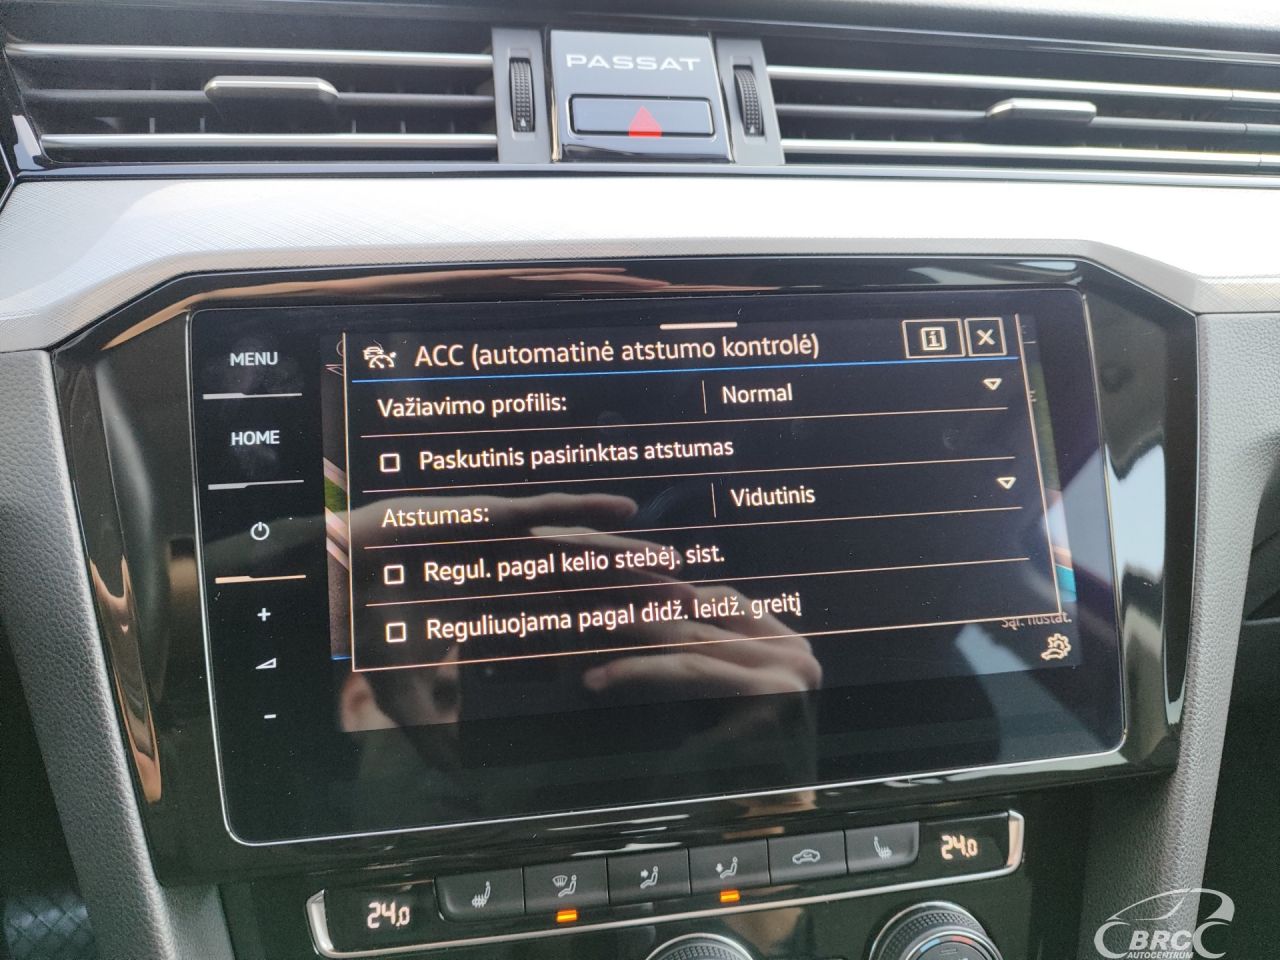 PASSAT
MENU
HOME
ACC (automatinė atstumo kontrolė)
Važiavimo profilis: Normal
Paskutinis pasirinktas atstumas
Atstumas: Vidutinis
Regul. pagal kelio stebėj. sist.
Reguliuojama pagal didž. leidž. greitį
nustat.
24.0
24.0
BRC
AUTOCENTRUM